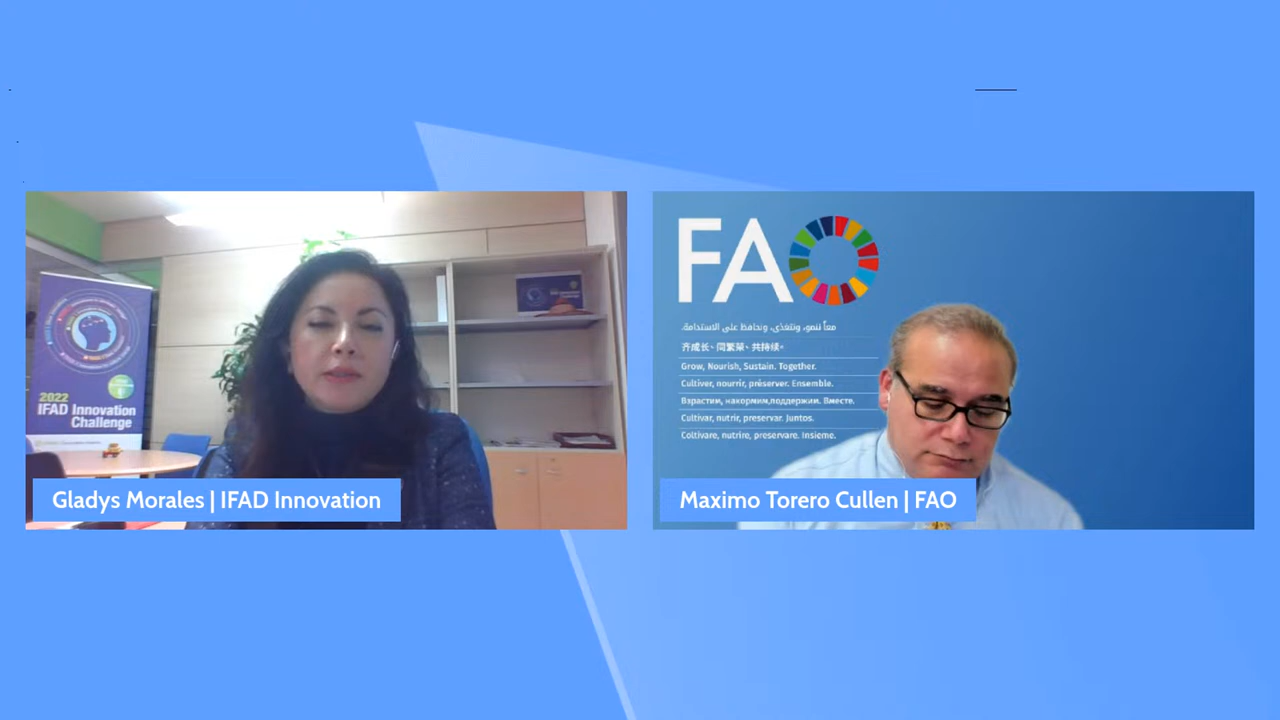 2022
IFAD Innovation
Challenge
Gladys Morales | IFAD Innovation
FAO
معاً ننمو، ونتغذى، ونحافظ على الاستدامة.
齐成长、同繁荣、共持续。
Grow, Nourish, Sustain. Together.
Cultiver, nourrir, préserver. Ensemble.
Взрастим, накормим,поддержим. Вместе.
Cultivar, nutrir, preservar. Juntos.
Coltivare, nutrire, preservare. Insieme.
Maximo Torero Cullen | FAO